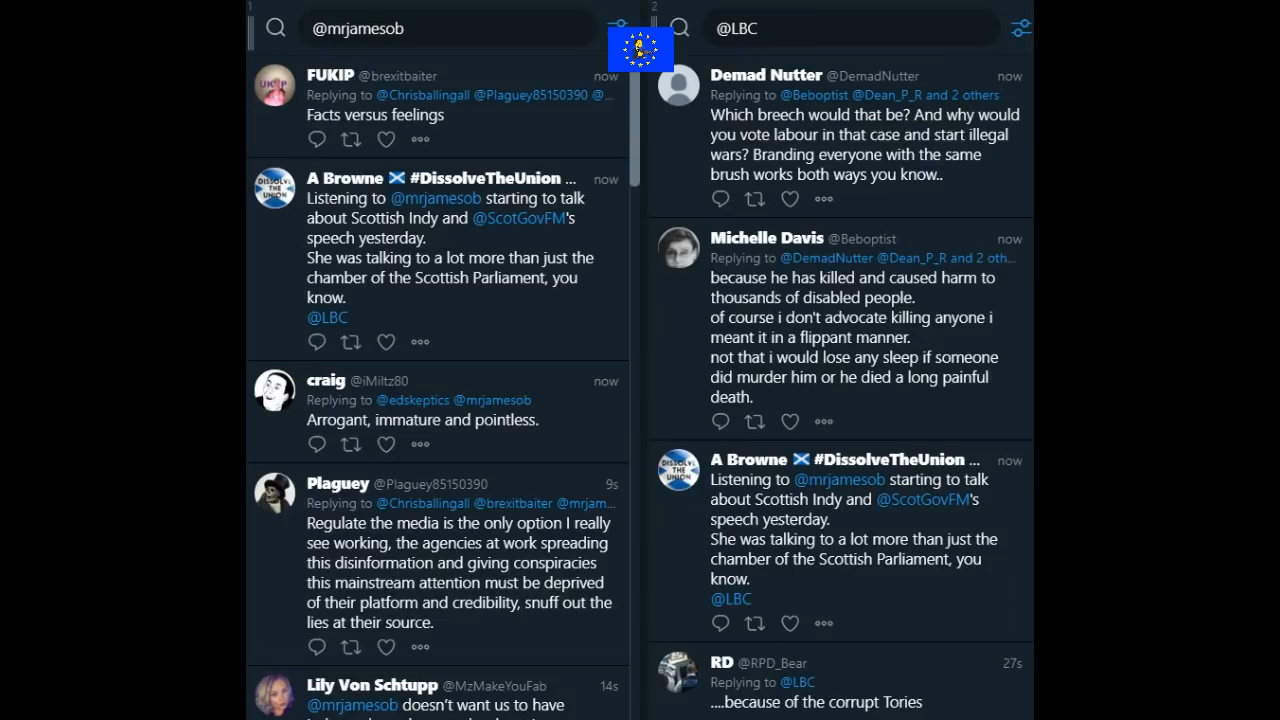 1
@mrjamesob
FUKIP @brexitbaiter now
Replying to @Chrisballingall @Plaguey85150390 @...
Facts versus feelings
A Browne 🏴󠁧󠁢󠁳󠁣󠁴󠁿 #DissolveTheUnion ... now
Listening to @mrjamesob starting to talk
about Scottish Indy and @ScotGovFM's
speech yesterday.
She was talking to a lot more than just the
chamber of the Scottish Parliament, you
know.
@LBC
craig @iMiltz80 now
Replying to @edskeptics @mrjamesob
Arrogant, immature and pointless.
Plaguey @Plaguey85150390 9s
Replying to @Chrisballingall @brexitbaiter @mrjam...
Regulate the media is the only option I really
see working, the agencies at work spreading
this disinformation and giving conspiracies
this mainstream attention must be deprived
of their platform and credibility, snuff out the
lies at their source.
Lily Von Schtupp @MzMakeYouFab 14s
@mrjamesob doesn't want us to have
2
@LBC
Demad Nutter @DemadNutter now
Replying to @Beboptist @Dean_P_R and 2 others
Which breech would that be? And why would
you vote labour in that case and start illegal
wars? Branding everyone with the same
brush works both ways you know..
Michelle Davis @Beboptist now
Replying to @DemadNutter @Dean_P_R and 2 oth...
because he has killed and caused harm to
thousands of disabled people.
of course i don't advocate killing anyone i
meant it in a flippant manner.
not that i would lose any sleep if someone
did murder him or he died a long painful
death.
A Browne 🏴󠁧󠁢󠁳󠁣󠁴󠁿 #DissolveTheUnion ... now
Listening to @mrjamesob starting to talk
about Scottish Indy and @ScotGovFM's
speech yesterday.
She was talking to a lot more than just the
chamber of the Scottish Parliament, you
know.
@LBC
RD @RPD_Bear 27s
Replying to @LBC
....because of the corrupt Tories